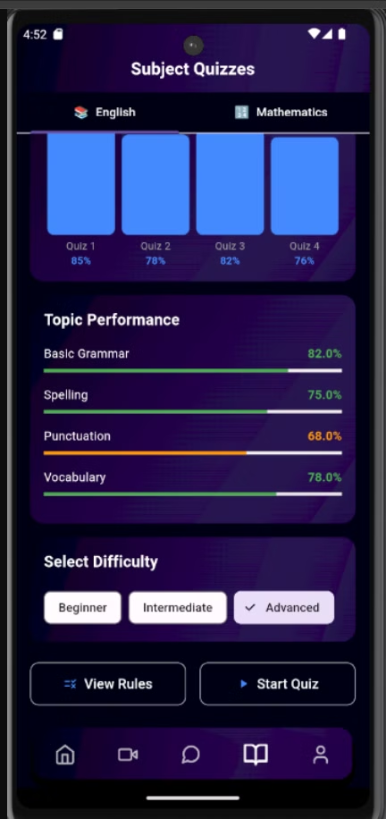 4:52
Subject Quizzes
English Mathematics
Quiz 1 Quiz 2 Quiz 3 Quiz 4
85% 78% 82% 76%
Topic Performance
Basic Grammar 82.0%
Spelling 75.0%
Punctuation 68.0%
Vocabulary 78.0%
Select Difficulty
Beginner Intermediate Advanced
View Rules Start Quiz